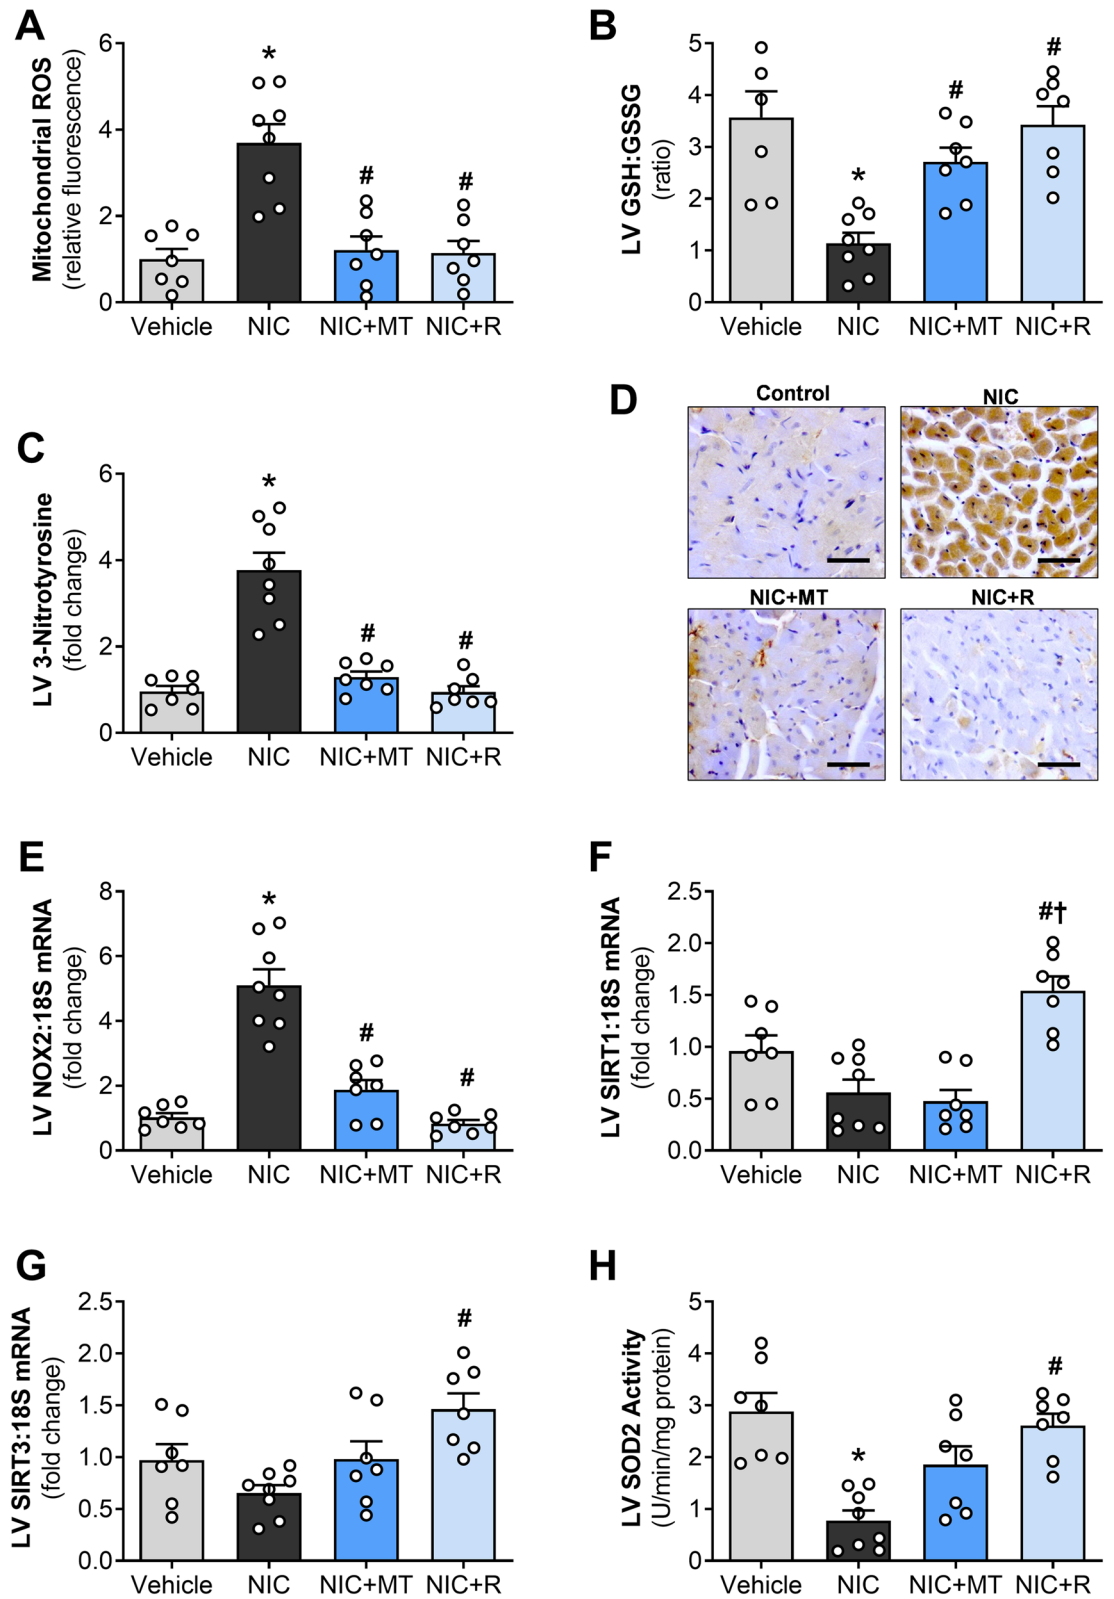 A
Mitochondrial ROS
(relative fluorescence)
6
4
2
0
*
#
#
Vehicle NIC NIC+MT NIC+R
B
LV GSH:GSSG
(ratio)
5
4
3
2
1
0
*
#
#
Vehicle NIC NIC+MT NIC+R
C
LV 3-Nitrotyrosine
(fold change)
6
4
2
0
*
#
#
Vehicle NIC NIC+MT NIC+R
D
Control NIC
NIC+MT NIC+R
E
LV NOX2:18S mRNA
(fold change)
8
6
4
2
0
*
#
#
Vehicle NIC NIC+MT NIC+R
F
LV SIRT1:18S mRNA
(fold change)
2.5
2.0
1.5
1.0
0.5
0.0
#†
Vehicle NIC NIC+MT NIC+R
G
LV SIRT3:18S mRNA
(fold change)
2.5
2.0
1.5
1.0
0.5
0.0
#
Vehicle NIC NIC+MT NIC+R
H
LV SOD2 Activity
(U/min/mg protein)
5
4
3
2
1
0
*
#
Vehicle NIC NIC+MT NIC+R